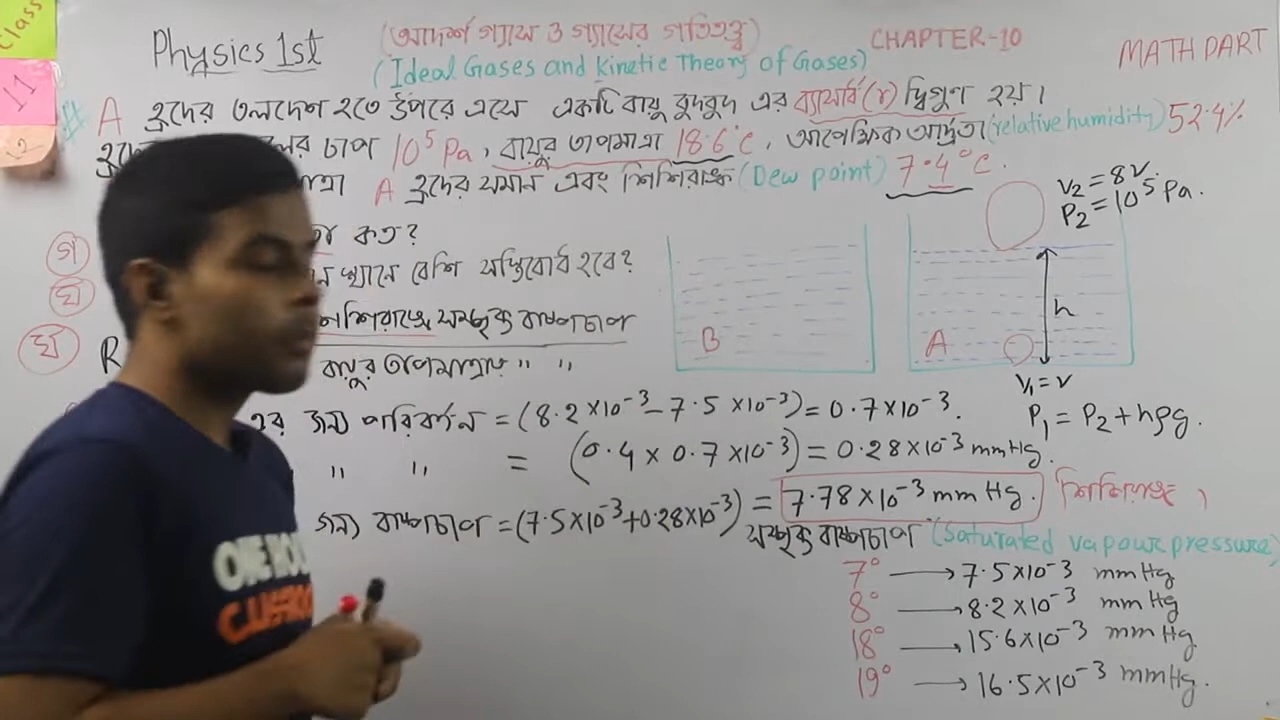 Class
11
12
Physics 1st
(আদর্শ গ্যাস ও গ্যাসের গতিতত্ত্ব)
CHAPTER-10
MATH PART
(Ideal Gases and Kinetic Theory of Gases)
# A হ্রদের তলদেশ হতে উপরে এসে একটি বায়ু বুদবুদ এর ব্যাসার্ধ (r) দ্বিগুণ হয়।
চাপ 10⁵ Pa, বায়ুর তাপমাত্রা 18.6°C, আপেক্ষিক আর্দ্রতা (relative humidity) 52.4%
A হ্রদের সমান এবং শিশিরাঙ্ক (Dew point) 7.4°C.
V₂ = 8V
P₂ = 10⁵ Pa.
গ কত?
ঘ খানে বেশি স্বস্তিবোধ হবে?
ঘ R শিশিরাঙ্কে সম্পৃক্ত বাষ্পচাপ
বায়ুর তাপমাত্রায় " "
B
A
h
V₁ = V
P₁ = P₂ + hρg.
এর জন্য পরিবর্তন = (8.2×10⁻³ − 7.5×10⁻³) = 0.7×10⁻³.
" " = (0.4 × 0.7×10⁻³) = 0.28×10⁻³ mmHg.
জন্য বাষ্পচাপ = (7.5×10⁻³+0.28×10⁻³) = 7.78×10⁻³ mm Hg. শিশিরাঙ্কে,
সম্পৃক্ত বাষ্পচাপ (saturated vapour pressure)
7° → 7.5×10⁻³ mm Hg
8° → 8.2×10⁻³ mm Hg
18° → 15.6×10⁻³ mm Hg
19° → 16.5×10⁻³ mm Hg.
ONE HOUR
CLASSROOM